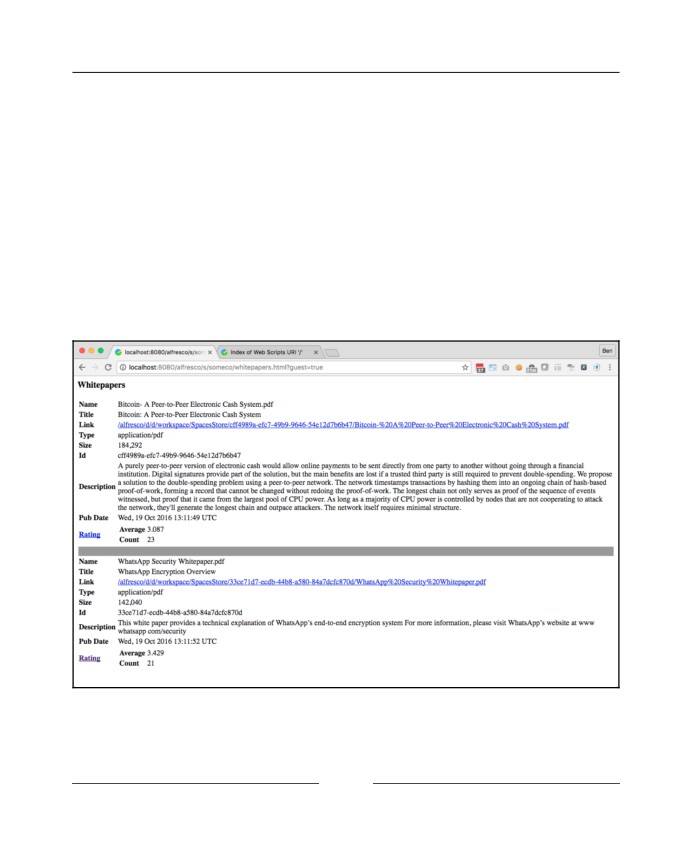 localhost:8080/alfresco/s/som
Index of Web Scripts URI '/'
Ben
localhost:8080/alfresco/s/someco/whitepapers.html?guest=true
Whitepapers
Name Bitcoin- A Peer-to-Peer Electronic Cash System.pdf
Title Bitcoin: A Peer-to-Peer Electronic Cash System
Link /alfresco/d/d/workspace/SpacesStore/cff4989a-efc7-49b9-9646-54e12d7b6b47/Bitcoin-%20A%20Peer-to-Peer%20Electronic%20Cash%20System.pdf
Type application/pdf
Size 184,292
Id cff4989a-efc7-49b9-9646-54e12d7b6b47
A purely peer-to-peer version of electronic cash would allow online payments to be sent directly from one party to another without going through a financial
institution. Digital signatures provide part of the solution, but the main benefits are lost if a trusted third party is still required to prevent double-spending. We propose
Description a solution to the double-spending problem using a peer-to-peer network. The network timestamps transactions by hashing them into an ongoing chain of hash-based
proof-of-work, forming a record that cannot be changed without redoing the proof-of-work. The longest chain not only serves as proof of the sequence of events
witnessed, but proof that it came from the largest pool of CPU power. As long as a majority of CPU power is controlled by nodes that are not cooperating to attack
the network, they'll generate the longest chain and outpace attackers. The network itself requires minimal structure.
Pub Date Wed, 19 Oct 2016 13:11:49 UTC
Rating Average 3.087
Count 23
Name WhatsApp Security Whitepaper.pdf
Title WhatsApp Encryption Overview
Link /alfresco/d/d/workspace/SpacesStore/33ce71d7-ecdb-44b8-a580-84a7dcfc870d/WhatsApp%20Security%20Whitepaper.pdf
Type application/pdf
Size 142,040
Id 33ce71d7-ecdb-44b8-a580-84a7dcfc870d
Description This white paper provides a technical explanation of WhatsApp's end-to-end encryption system For more information, please visit WhatsApp's website at www
whatsapp com/security
Pub Date Wed, 19 Oct 2016 13:11:52 UTC
Rating Average 3.429
Count 21